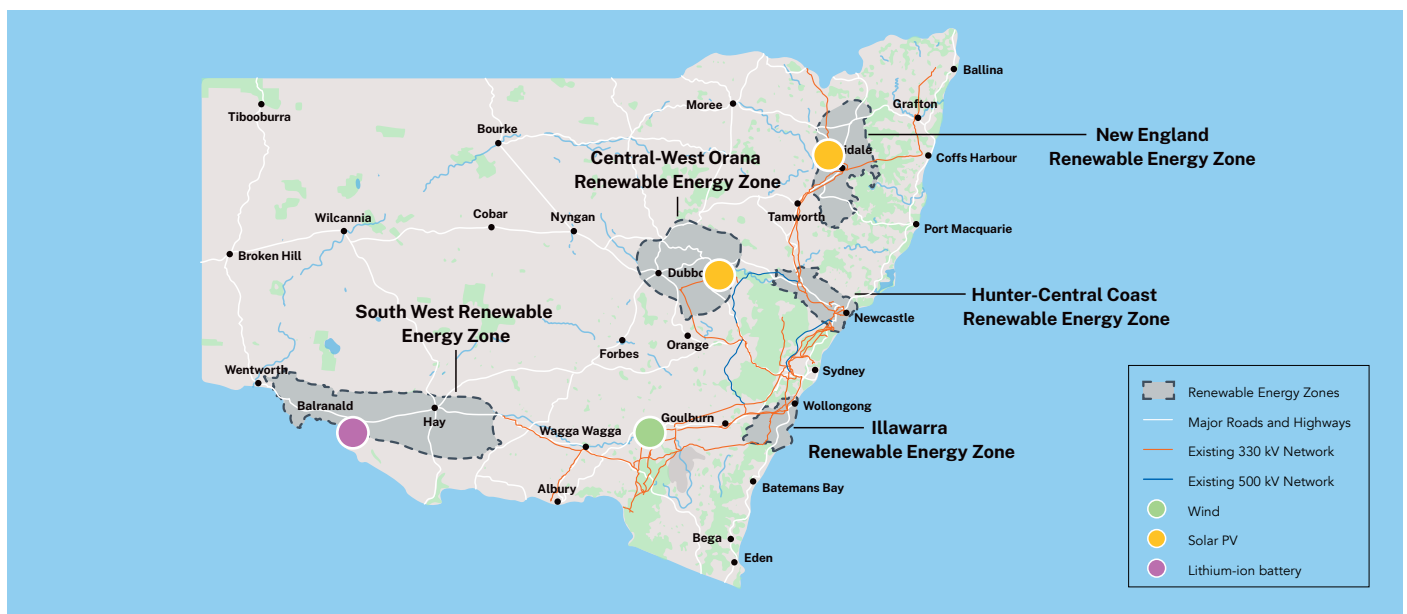 Ballina
Moree
Grafton
Tibooburra
Bourke
New England
Renewable Energy Zone
idale
Coffs Harbour
Central-West Orana
Renewable Energy Zone
Tamworth
Wilcannia
Cobar
Nyngan
Port Macquarie
Broken Hill
Dubbo
Hunter-Central Coast
Renewable Energy Zone
South West Renewable
Energy Zone
Newcastle
Orange
Forbes
Wentworth
Sydney
Balranald
Hay
Wollongong
Goulburn
Wagga Wagga
Illawarra
Renewable Energy Zone
Albury
Batemans Bay
Bega
Eden
Renewable Energy Zones
Major Roads and Highways
Existing 330 kV Network
Existing 500 kV Network
Wind
Solar PV
Lithium-ion battery